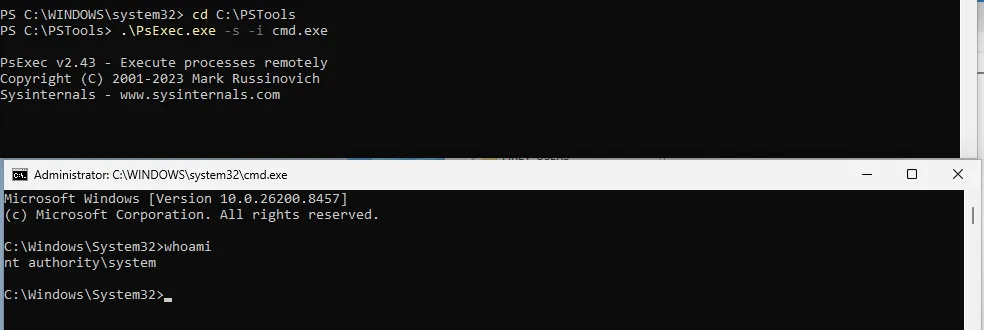 PS C:\WINDOWS\system32> cd C:\PSTools
PS C:\PSTools> .\PsExec.exe -s -i cmd.exe
PsExec v2.43 - Execute processes remotely
Copyright (C) 2001-2023 Mark Russinovich
Sysinternals - www.sysinternals.com
Administrator: C:\WINDOWS\system32\cmd.exe
Microsoft Windows [Version 10.0.26200.8457]
(c) Microsoft Corporation. All rights reserved.
C:\Windows\System32>whoami
nt authority\system
C:\Windows\System32>